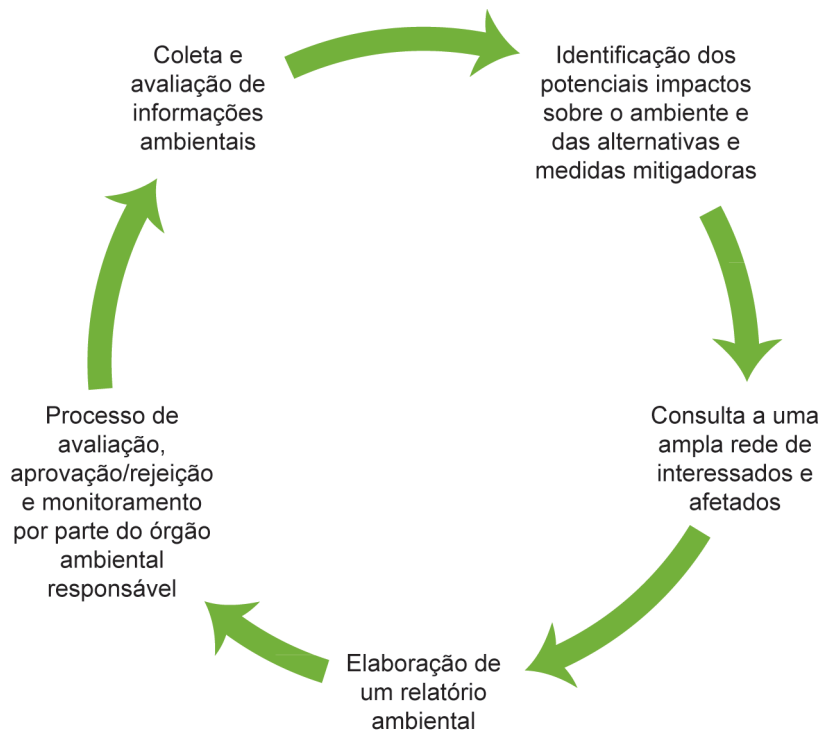 Coleta e
avaliação de
informações
ambientais
Identificação dos
potenciais impactos
sobre o ambiente e
das alternativas e
medidas mitigadoras
Consulta a uma
ampla rede de
interessados e
afetados
Elaboração de
um relatório
ambiental
Processo de
avaliação,
aprovação/rejeição
e monitoramento
por parte do órgão
ambiental
responsável